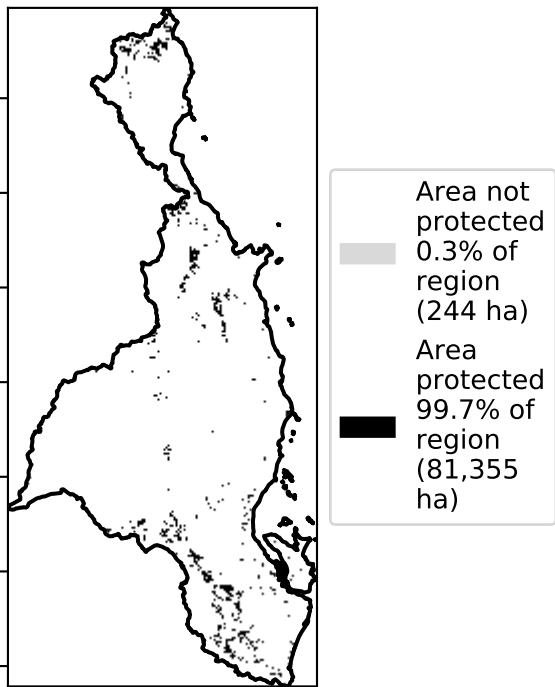 Area not
protected
0.3% of
region
(244 ha)
Area
protected
99.7% of
region
(81,355
ha)